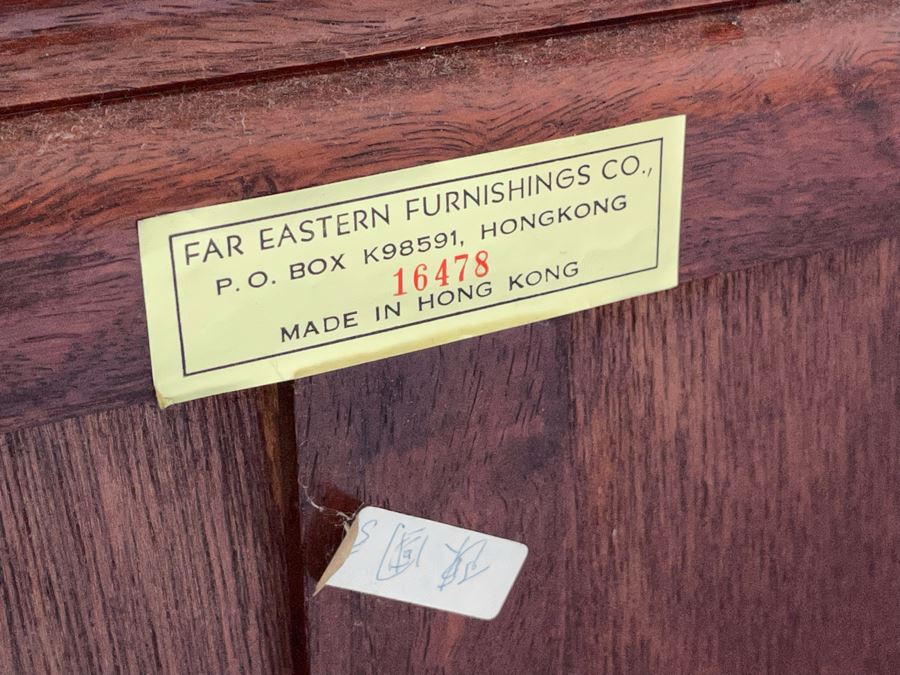 FAR EASTERN FURNISHINGS CO.,
P.O. BOX K98591, HONGKONG
16478
MADE IN HONG KONG